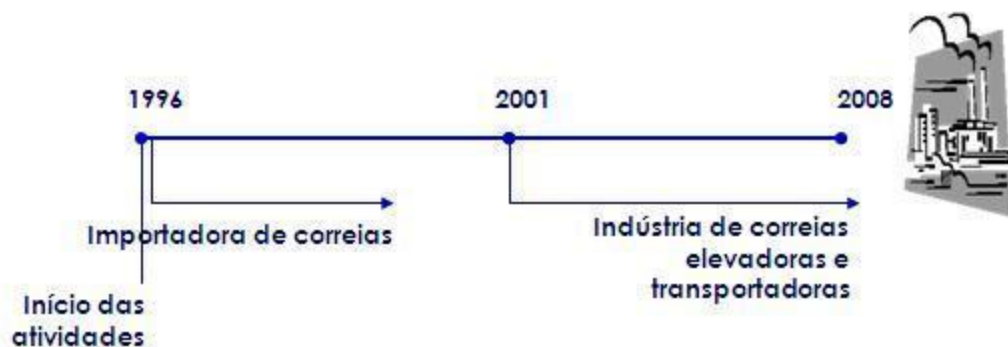 1996
2001
2008
Importadora de correias
Indústria de correias
elevadoras e
transportadoras
Início das
atividades